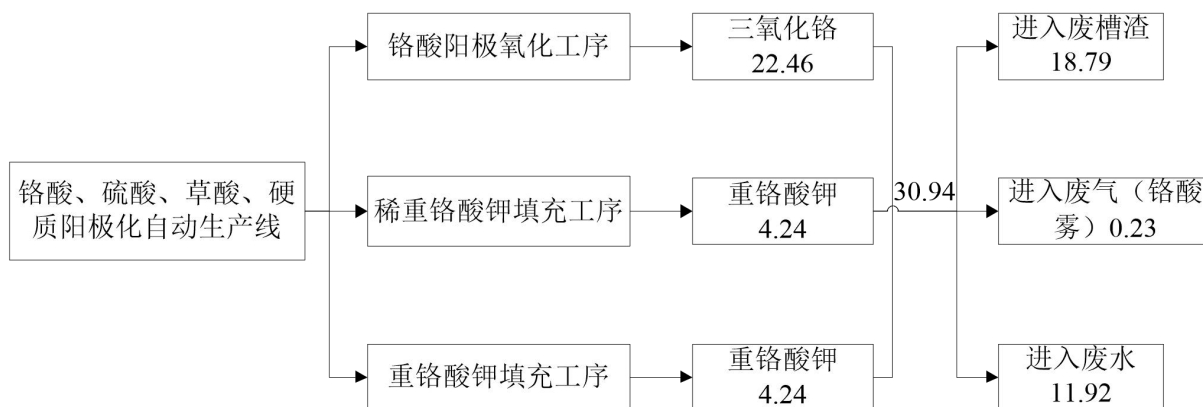 铬酸阳极氧化工序
三氧化铬
22.46
进入废槽渣
18.79
铬酸、硫酸、草酸、硬
质阳极化自动生产线
稀重铬酸钾填充工序
重铬酸钾
4.24
30.94
进入废气（铬酸
雾）0.23
重铬酸钾填充工序
重铬酸钾
4.24
进入废水
11.92